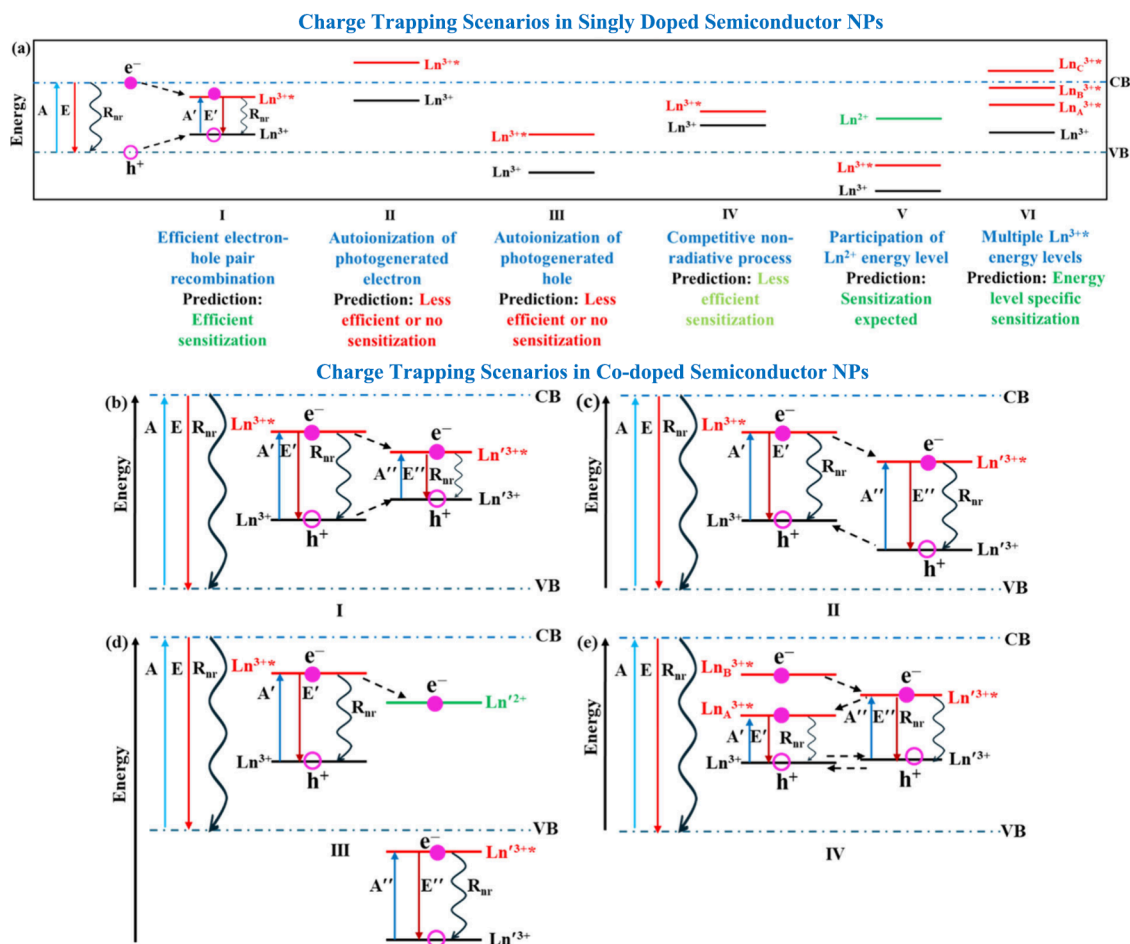 Charge Trapping Scenarios in Singly Doped Semiconductor NPs
(a)
Energy
A
E
Rnr
e−
h+
A′
E′
Rnr
Ln3+*
Ln3+
Ln3+*
Ln3+
Ln3+*
Ln3+
Ln3+*
Ln3+
Ln2+
Ln3+*
Ln3+
LnC3+*
LnB3+*
LnA3+*
Ln3+
CB
VB
I
II
III
IV
V
VI
Efficient electron-
hole pair
recombination
Prediction:
Efficient
sensitization
Autoionization of
photogenerated
electron
Prediction: Less
efficient or no
sensitization
Autoionization of
photogenerated
hole
Prediction: Less
efficient or no
sensitization
Competitive non-
radiative process
Prediction: Less
efficient
sensitization
Participation of
Ln2+ energy level
Prediction:
Sensitization
expected
Multiple Ln3+*
energy levels
Prediction: Energy
level specific
sensitization
Charge Trapping Scenarios in Co-doped Semiconductor NPs
(b)
Energy
CB
A
E
Rnr
Ln3+*
e−
A′
E′
Rnr
Ln3+
h+
e−
Ln′3+*
A′′
E′′
Rnr
Ln′3+
h+
VB
I
(c)
Energy
CB
A
E
Rnr
Ln3+*
e−
A′
E′
Rnr
Ln3+
h+
e−
Ln′3+*
A′′
E′′
Rnr
Ln′3+
h+
VB
II
(d)
Energy
CB
A
E
Rnr
Ln3+*
e−
A′
E′
Rnr
Ln3+
h+
e−
Ln′2+
VB
III
e−
Ln′3+*
A′′
E′′
Rnr
Ln′3+
(e)
Energy
CB
A
E
Rnr
LnB3+*
e−
LnA3+*
A′
E′
Rnr
Ln3+
h+
e−
Ln′3+*
A′′
E′′
Rnr
Ln′3+
h+
VB
IV